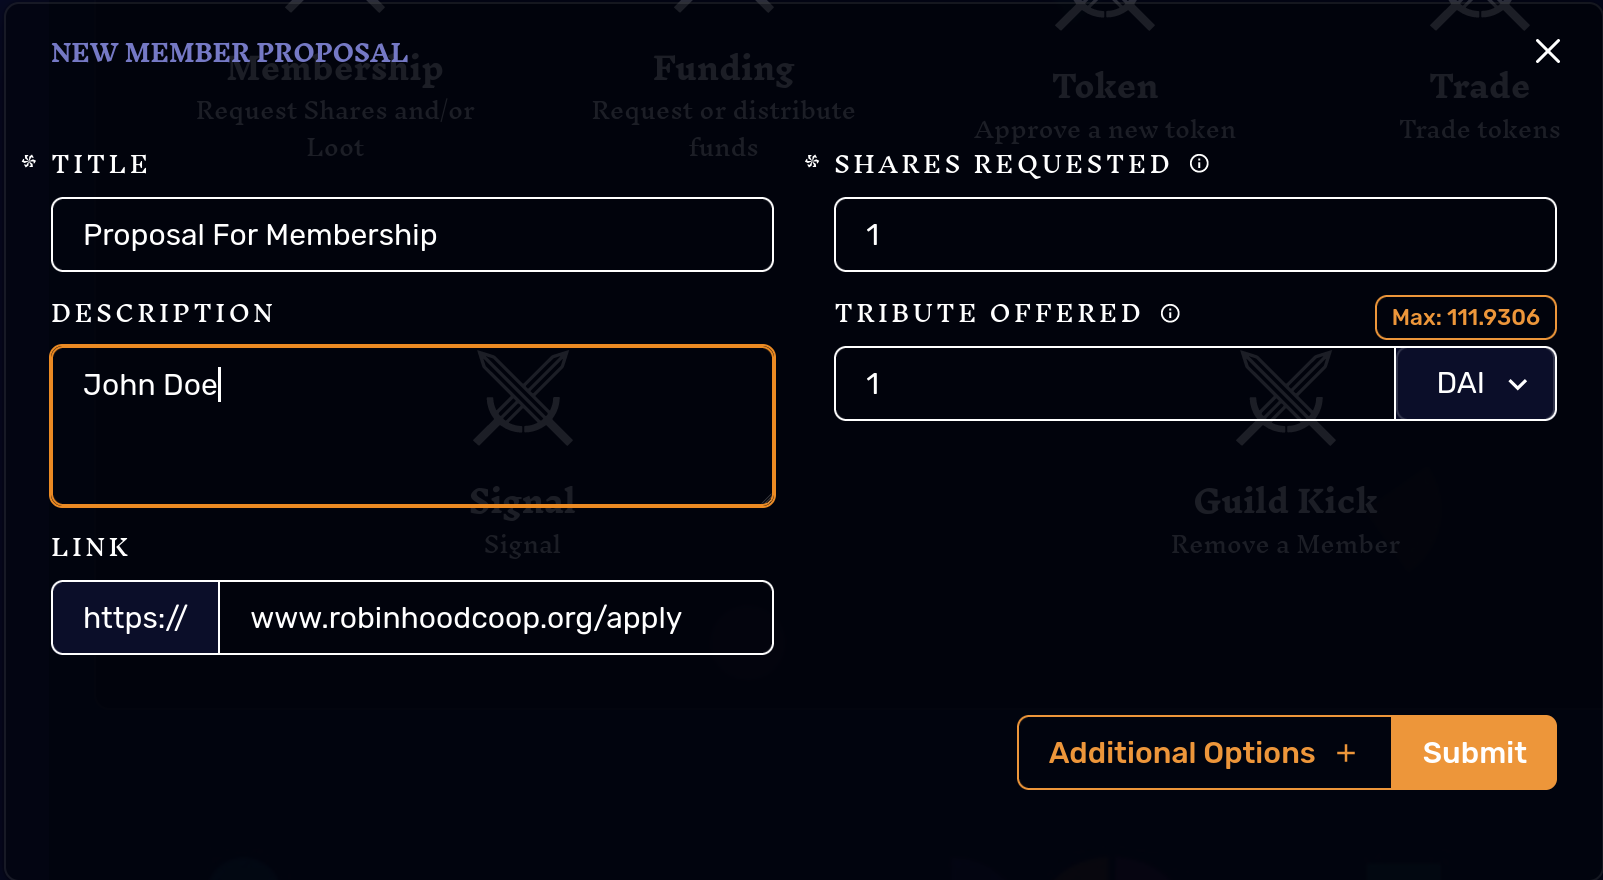 NEW MEMBER PROPOSAL
Membership
Request Shares and/or
Loot
Funding
Request or distribute
funds
Token
Approve a new token
Trade
Trade tokens
* TITLE
Proposal For Membership
* SHARES REQUESTED
1
DESCRIPTION
John Doe
TRIBUTE OFFERED
Max: 111.9306
1
DAI
Signal
Signal
Guild Kick
Remove a Member
LINK
https://
www.robinhoodcoop.org/apply
Additional Options +
Submit